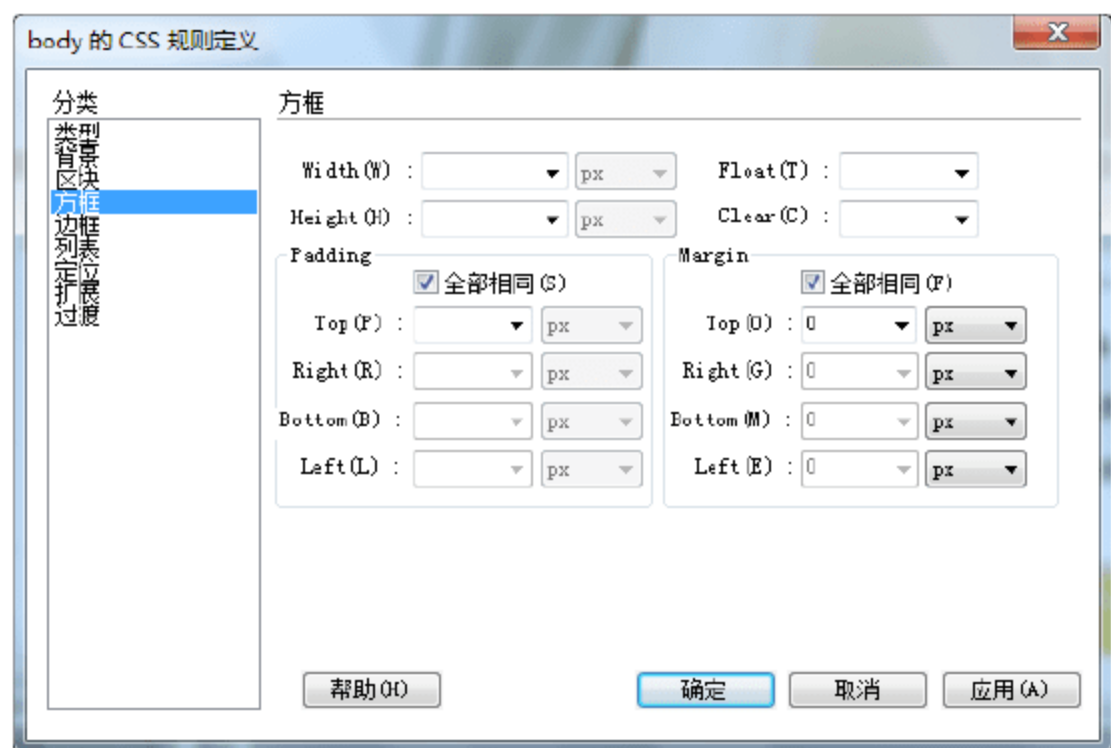 body 的 CSS 规则定义
分类
类型
背景
区块
方框
边框
列表
定位
扩展
过渡
方框
Width(W) : px Float(T) :
Height(H) : px Clear(C) :
Padding
全部相同(S)
Top(P) : px
Right(R) : px
Bottom(B) : px
Left(L) : px
Margin
全部相同(F)
Top(O) : 0 px
Right(G) : 0 px
Bottom(M) : 0 px
Left(E) : 0 px
帮助(H) 确定 取消 应用(A)